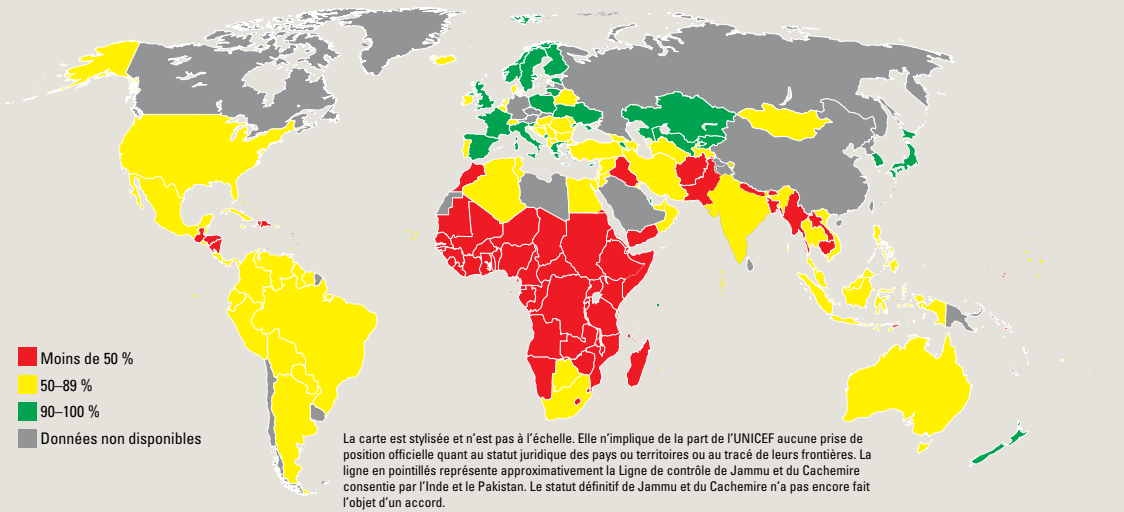 Moins de 50 %
50–89 %
90–100 %
Données non disponibles
La carte est stylisée et n’est pas à l’échelle. Elle n’implique de la part de l’UNICEF aucune prise de
position officielle quant au statut juridique des pays ou territoires ou au tracé de leurs frontières. La
ligne en pointillés représente approximativement la Ligne de contrôle de Jammu et du Cachemire
consentie par l’Inde et le Pakistan. Le statut définitif de Jammu et du Cachemire n’a pas encore fait
l’objet d’un accord.